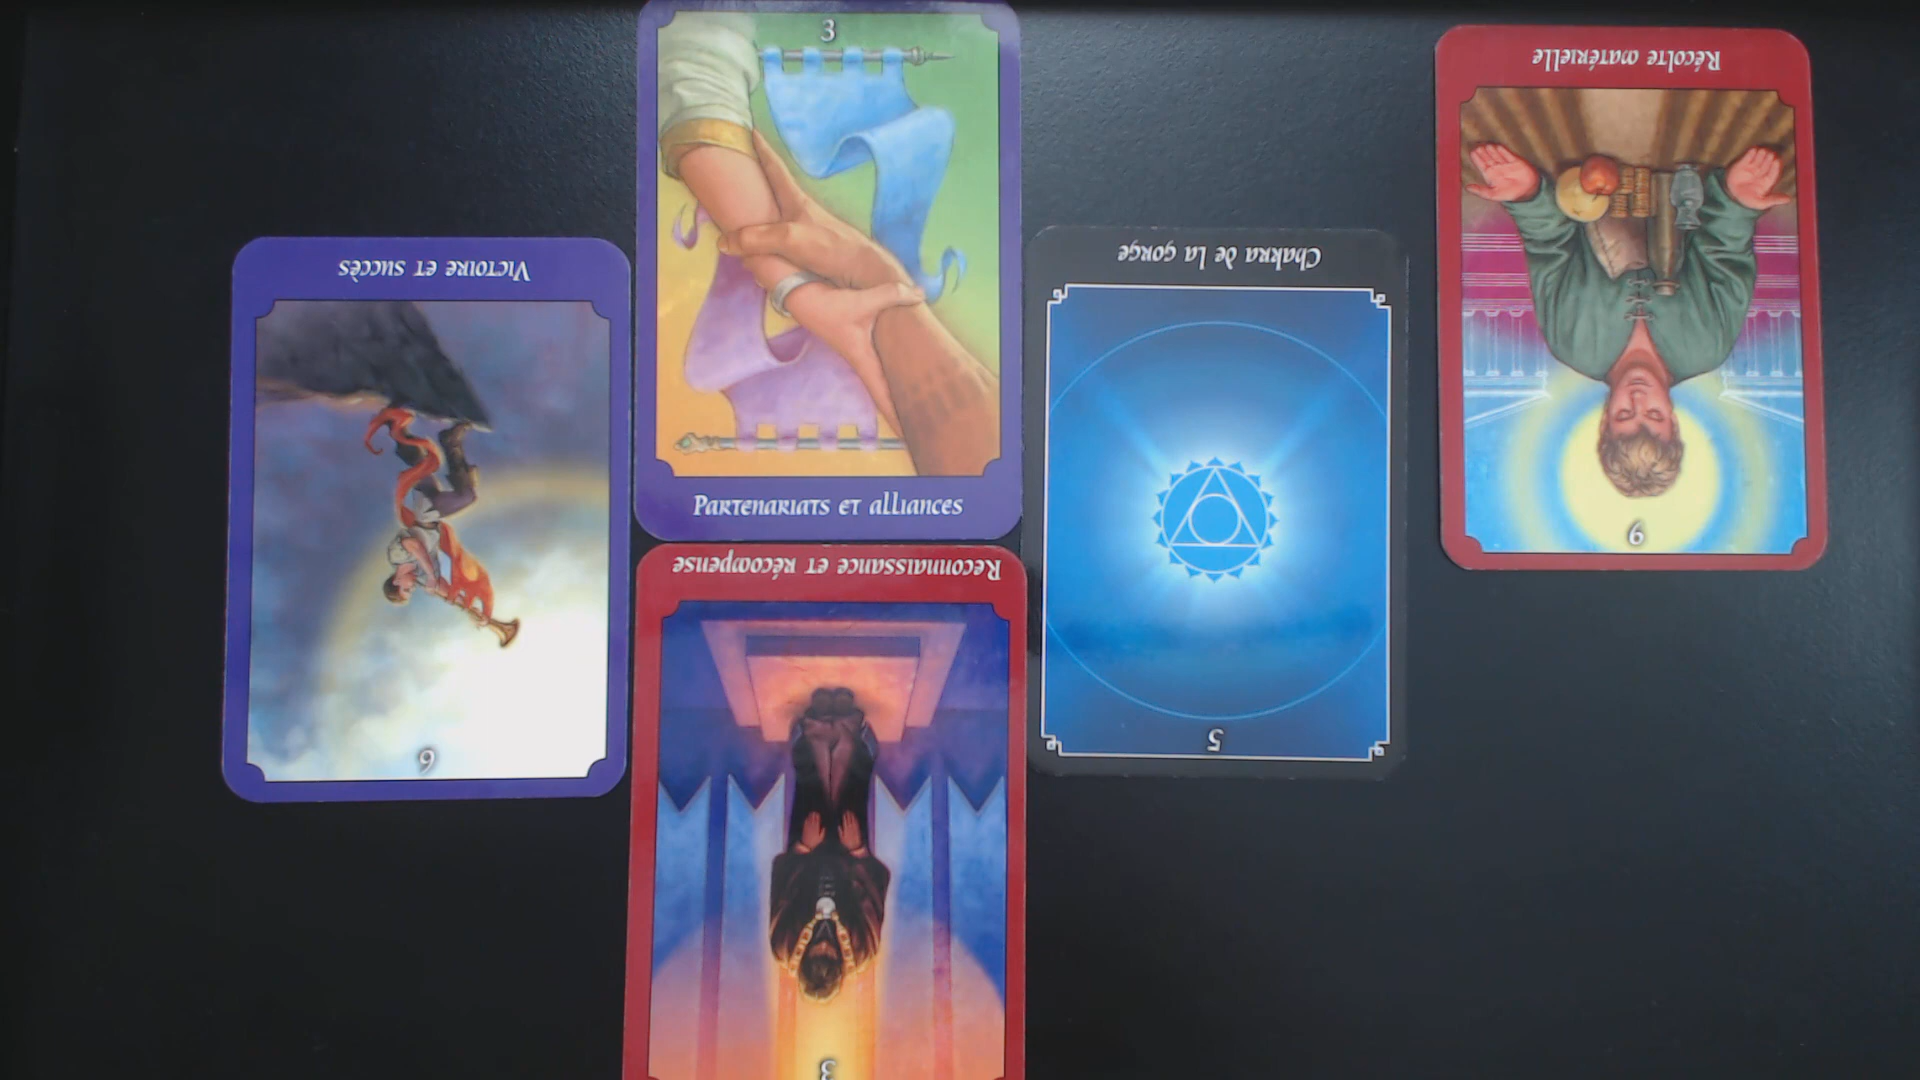 3
Partenariats et alliances
Victoire et succès
6
Reconnaissance et récompense
3
Chakra de la gorge
5
Récolte matérielle
9